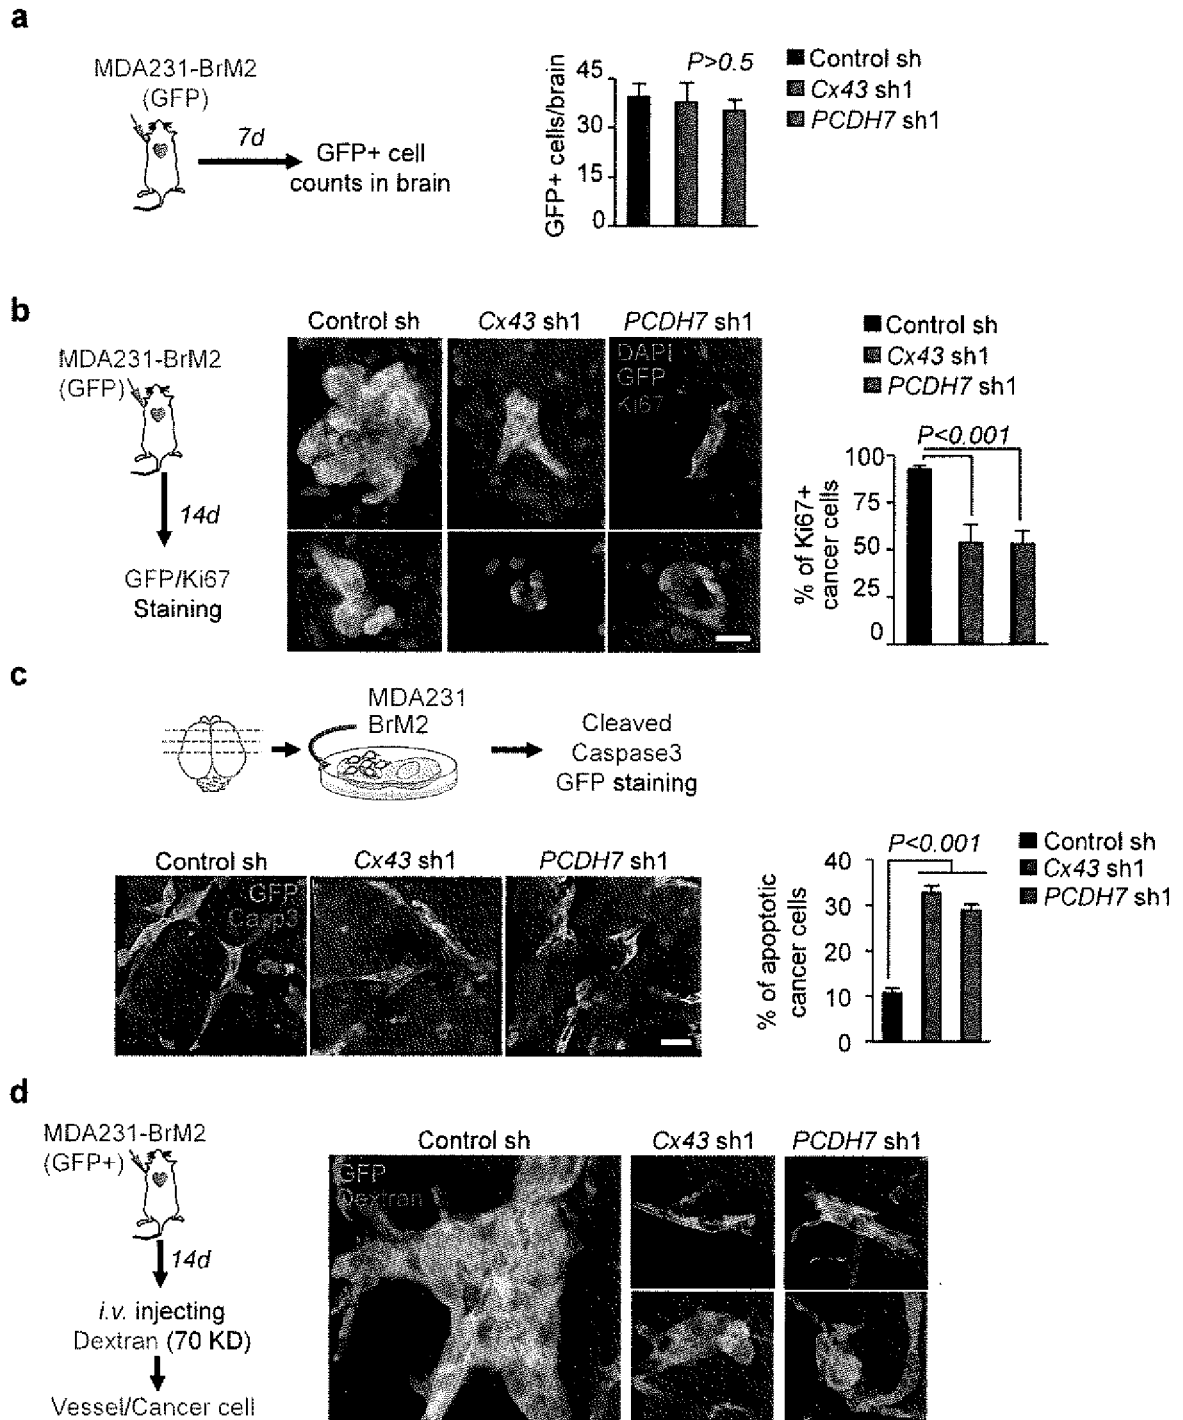 a
MDA231-BrM2
(GFP)
7d
GFP+ cell
counts in brain
GFP+ cells/brain
45
30
15
0
P>0.5
Control sh
Cx43 sh1
PCDH7 sh1
b
MDA231-BrM2
(GFP)
14d
GFP/Ki67
Staining
Control sh
Cx43 sh1
PCDH7 sh1
DAPI
GFP
Ki67
Control sh
Cx43 sh1
PCDH7 sh1
P<0.001
% of Ki67+
cancer cells
100
75
50
25
0
c
MDA231
BrM2
Cleaved
Caspase3
GFP staining
Control sh
Cx43 sh1
PCDH7 sh1
GFP
Casp3
% of apoptotic
cancer cells
40
30
20
10
0
P<0.001
Control sh
Cx43 sh1
PCDH7 sh1
d
MDA231-BrM2
(GFP+)
14d
i.v. injecting
Dextran (70 KD)
Vessel/Cancer cell
Control sh
Cx43 sh1
PCDH7 sh1
GFP
Dextran